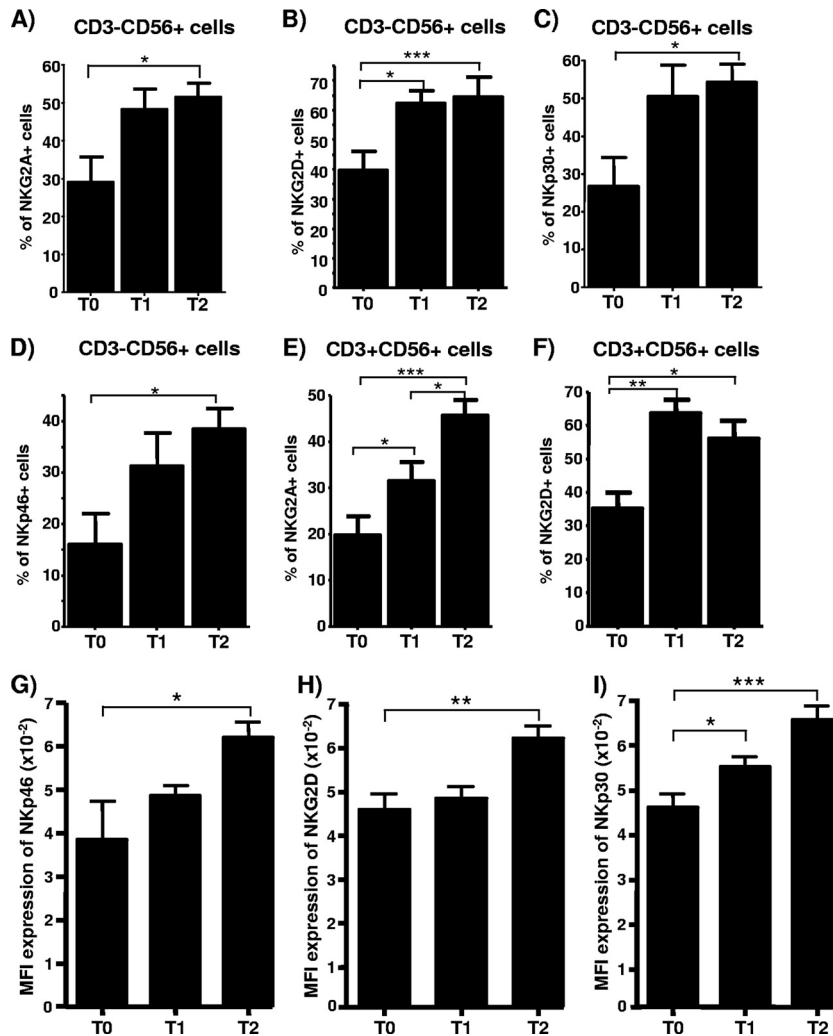 A)
CD3-CD56+ cells
*
% of NKG2A+ cells
60
50
40
30
20
10
0
T0 T1 T2
B)
CD3-CD56+ cells
***
*
% of NKG2D+ cells
70
60
50
40
30
20
10
0
T0 T1 T2
C)
CD3-CD56+ cells
*
% of NKp30+ cells
60
50
40
30
20
10
0
T0 T1 T2
D)
CD3-CD56+ cells
*
% of NKp46+ cells
40
30
20
10
0
T0 T1 T2
E)
CD3+CD56+ cells
***
*
*
% of NKG2A+ cells
50
40
30
20
10
0
T0 T1 T2
F)
CD3+CD56+ cells
*
**
% of NKG2D+ cells
70
60
50
40
30
20
10
0
T0 T1 T2
G)
*
MFI expression of NKp46 (x10-2)
7
6
5
4
3
2
1
0
T0 T1 T2
H)
**
MFI expression of NKG2D (x10-2)
7
6
5
4
3
2
1
0
T0 T1 T2
I)
***
*
MFI expression of NKp30 (x10-2)
7
6
5
4
3
2
1
0
T0 T1 T2